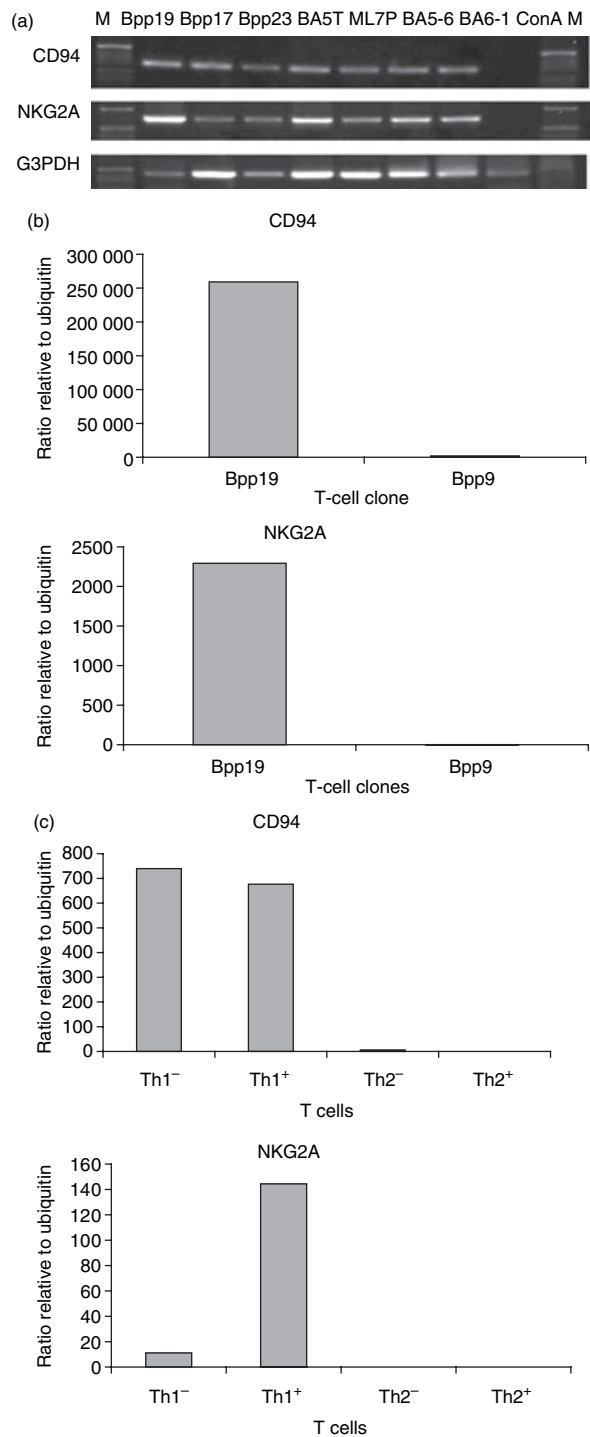 (a)
M Bpp19 Bpp17 Bpp23 BA5T ML7P BA5-6 BA6-1 ConA M
CD94
NKG2A
G3PDH
(b)
CD94
Ratio relative to ubiquitin
300 000
250 000
200 000
150 000
100 000
50 000
0
Bpp19 Bpp9
T-cell clone
NKG2A
Ratio relative to ubiquitin
2500
2000
1500
1000
500
0
Bpp19 Bpp9
T-cell clones
(c)
CD94
Ratio relative to ubiquitin
800
700
600
500
400
300
200
100
0
Th1⁻ Th1⁺ Th2⁻ Th2⁺
T cells
NKG2A
Ratio relative to ubiquitin
160
140
120
100
80
60
40
20
0
Th1⁻ Th1⁺ Th2⁻ Th2⁺
T cells